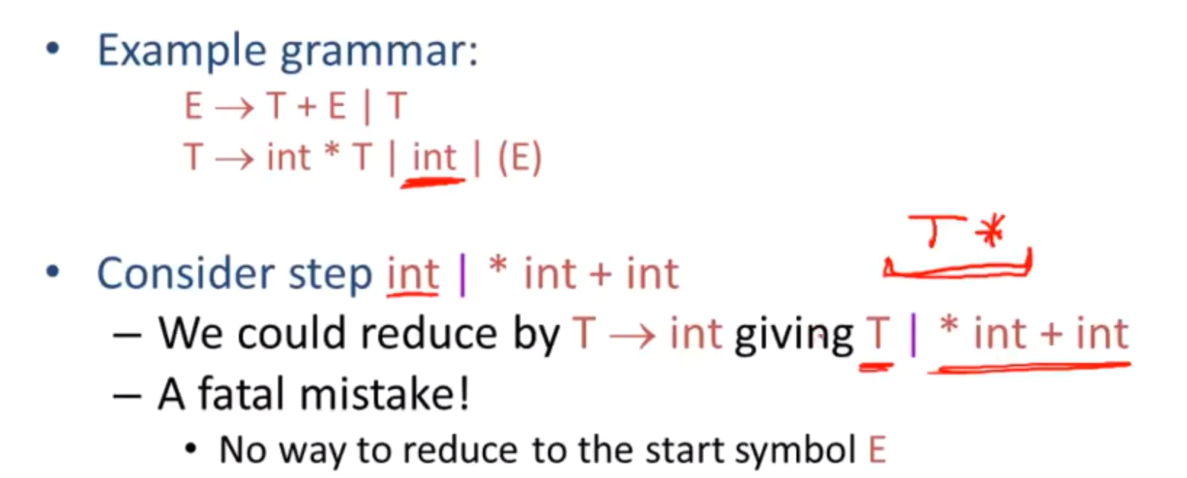 • Example grammar:
E → T + E | T
T → int * T | int | (E)
T *
• Consider step int | * int + int
– We could reduce by T → int giving T | * int + int
– A fatal mistake!
• No way to reduce to the start symbol E